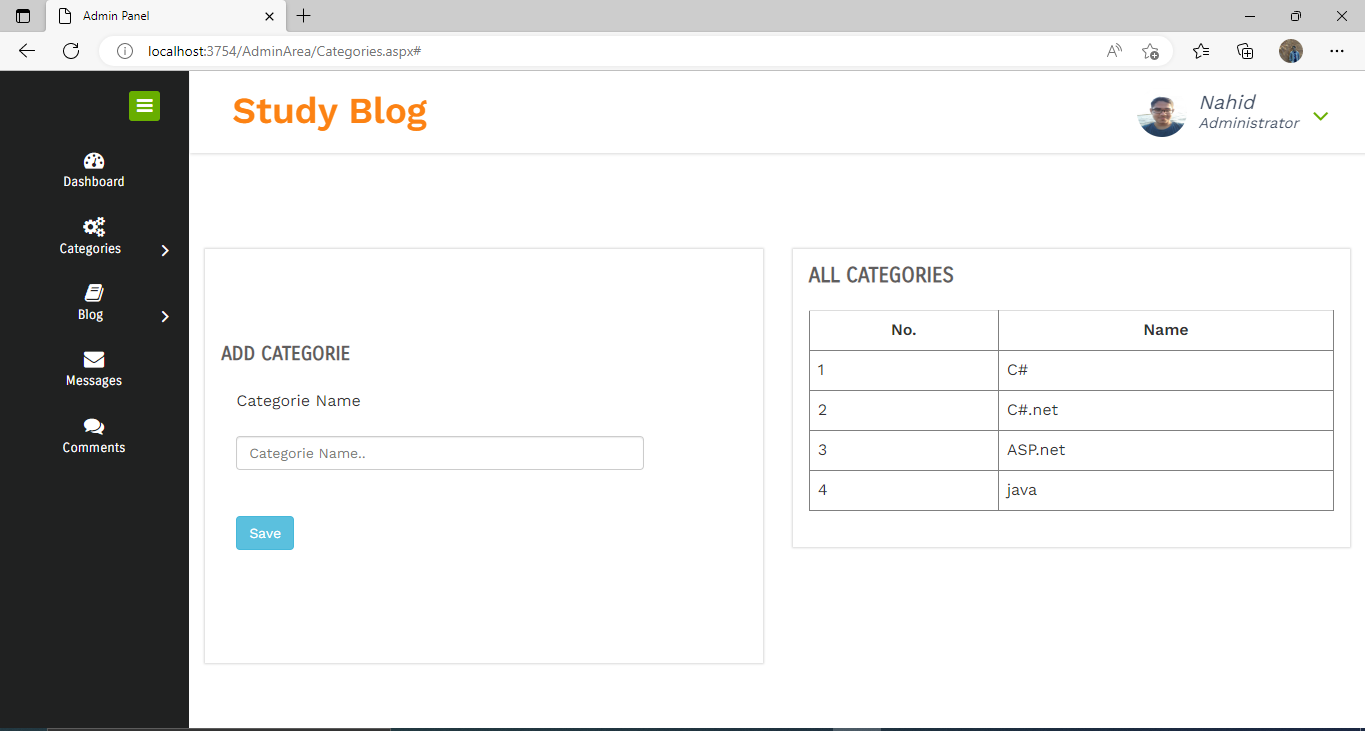 Admin Panel
localhost:3754/AdminArea/Categories.aspx#
Study Blog
Nahid
Administrator
Dashboard
Categories
Blog
Messages
Comments
ADD CATEGORIE
Categorie Name
Categorie Name..
Save
ALL CATEGORIES
No. Name
1 C#
2 C#.net
3 ASP.net
4 java